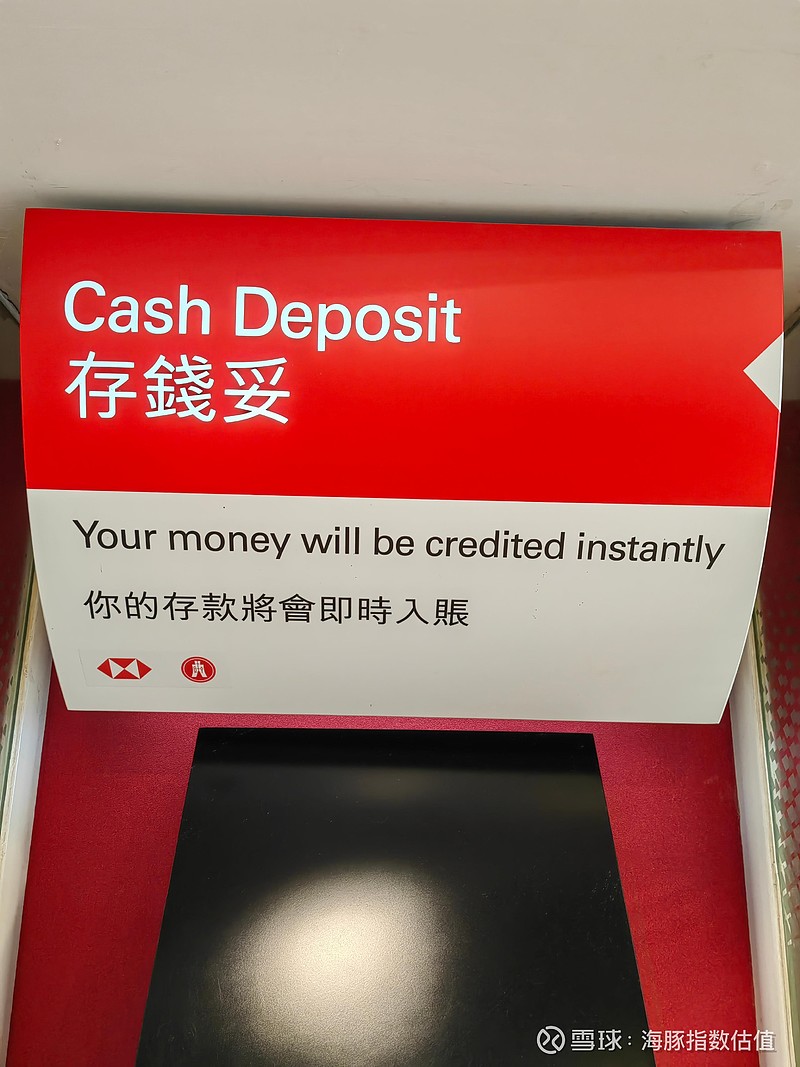 Cash Deposit
存錢妥
Your money will be credited instantly
你的存款將會即時入賬
雪球：海豚指数估值